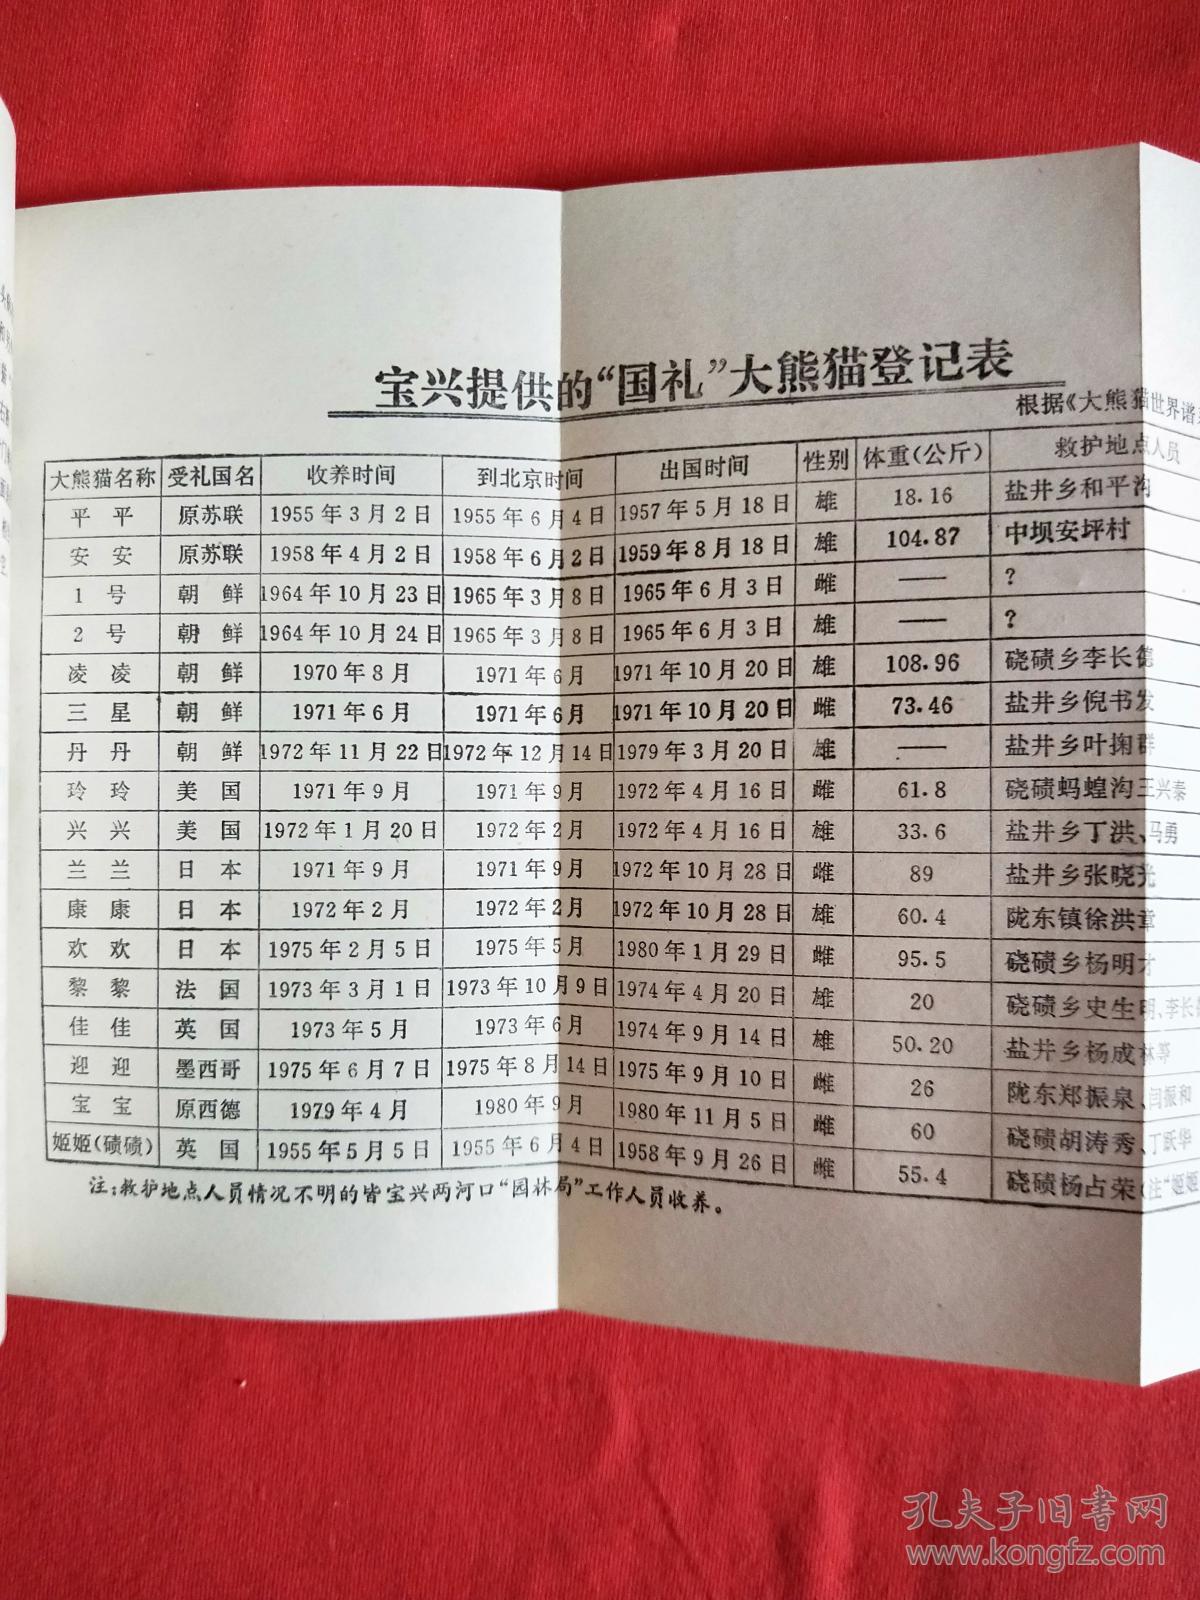 宝兴提供的“国礼”大熊猫登记表
根据《大熊猫世界谱
大熊猫名称 受礼国名 收养时间 到北京时间 出国时间 性别 体重(公斤) 救护地点人员
平平 原苏联 1955年3月2日 1955年6月4日 1957年5月18日 雄 18.16 盐井乡和平沟
安安 原苏联 1958年4月2日 1958年6月2日 1959年8月18日 雄 104.87 中坝安坪村
1号 朝鲜 1964年10月23日 1965年3月8日 1965年6月3日 雌 —— ?
2号 朝鲜 1964年10月24日 1965年3月8日 1965年6月3日 雄 —— ?
凌凌 朝鲜 1970年8月 1971年6月 1971年10月20日 雄 108.96 硗碛乡李长德
三星 朝鲜 1971年6月 1971年6月 1971年10月20日 雌 73.46 盐井乡倪书发
丹丹 朝鲜 1972年11月22日 1972年12月14日 1979年3月20日 雄 —— 盐井乡叶掬群
玲玲 美国 1971年9月 1971年9月 1972年4月16日 雌 61.8 硗碛蚂蝗沟王兴泰
兴兴 美国 1972年1月20日 1972年2月 1972年4月16日 雄 33.6 盐井乡丁洪、马勇
兰兰 日本 1971年9月 1971年9月 1972年10月28日 雌 89 盐井乡张晓光
康康 日本 1972年2月 1972年2月 1972年10月28日 雄 60.4 陇东镇徐洪章
欢欢 日本 1975年2月5日 1975年5月 1980年1月29日 雌 95.5 硗碛乡杨明才
黎黎 法国 1973年3月1日 1973年10月9日 1974年4月20日 雄 20 硗碛乡史生明、李长德
佳佳 英国 1973年5月 1973年6月 1974年9月14日 雄 50.20 盐井乡杨成林等
迎迎 墨西哥 1975年6月7日 1975年8月14日 1975年9月10日 雌 26 陇东郑振泉、闫振和
宝宝 原西德 1979年4月 1980年9月 1980年11月5日 雌 60 硗碛胡涛秀、丁跃华
姬姬(碛碛) 英国 1955年5月5日 1955年6月4日 1958年9月26日 雌 55.4 硗碛杨占荣(注“姬姬
注:救护地点人员情况不明的皆宝兴两河口“园林局”工作人员收养。
孔夫子旧书网
www.kongfz.com